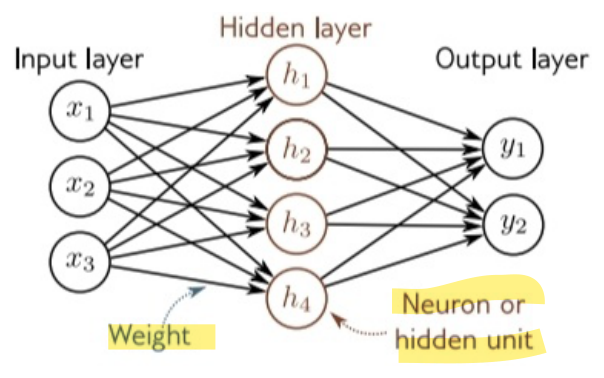 Hidden layer
Input layer
Output layer
x₁
h₁
x₂
h₂
y₁
x₃
h₃
y₂
h₄
Weight
Neuron or
hidden unit